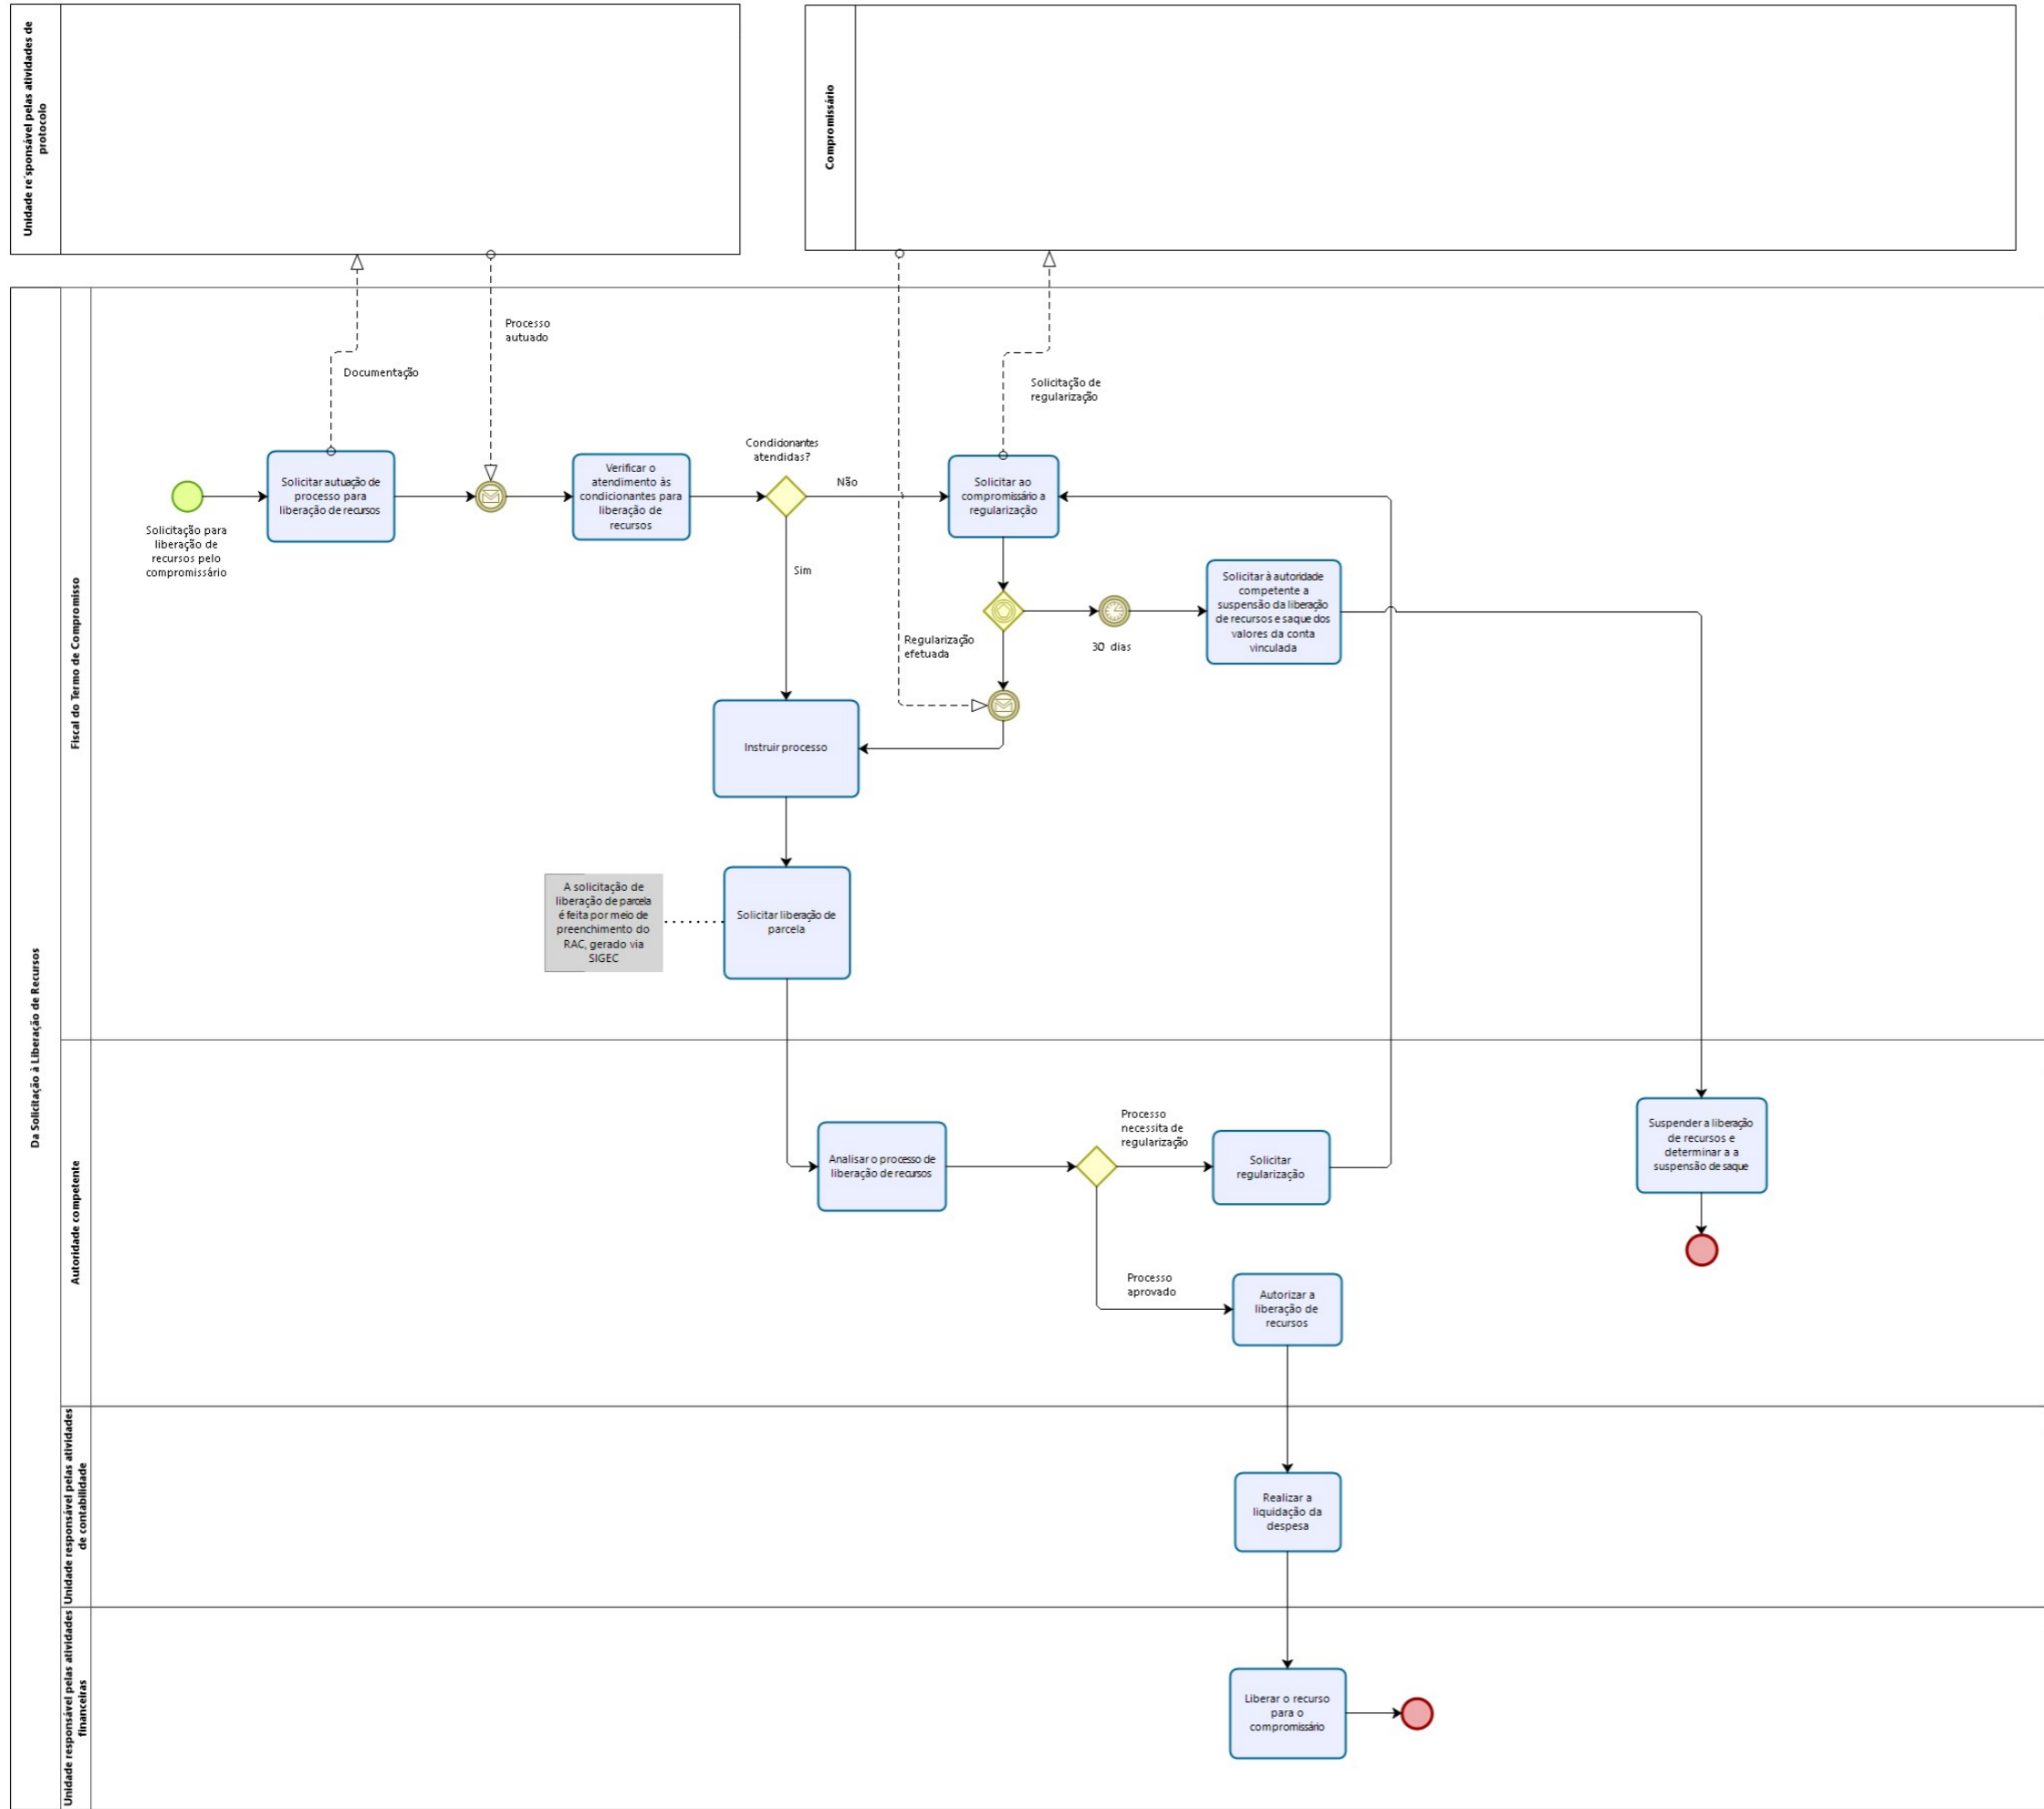 Unidade re´sponsável pelas atividades de
protocolo
Compromissário
Processo
autuado
Documentação
Solicitação de
regularização
Condicionantes
atendidas?
Solicitar autuação de
processo para
liberação de recursos
Verificar o
atendimento às
condicionantes para
liberação de
recursos
Não
Solicitar ao
compromissário a
regularização
Solicitação para
liberação de
recursos pelo
compromissário
Sim
Solicitar à autoridade
competente a
suspensão da liberação
de recursos e saque dos
valores da conta
vinculada
Regularização
efetuada
30 dias
Fiscal do Termo de Compromisso
Instruir processo
A solicitação de
liberação de parcela
é feita por meio de
preenchimento do
RAC, gerado via
SIGEC
Solicitar liberação de
parcela
Da Solicitação à Liberação de Recursos
Autoridade competente
Processo
necessita de
regularização
Analisar o processo de
liberação de recursos
Solicitar
regularização
Suspender a liberação
de recursos e
determinar a a
suspensão de saque
Processo
aprovado
Autorizar a
liberação de
recursos
Unidade responsável pelas atividades
de contabilidade
Realizar a
liquidação da
despesa
Unidade responsável pelas atividades
financeiras
Liberar o recurso
para o
compromissário